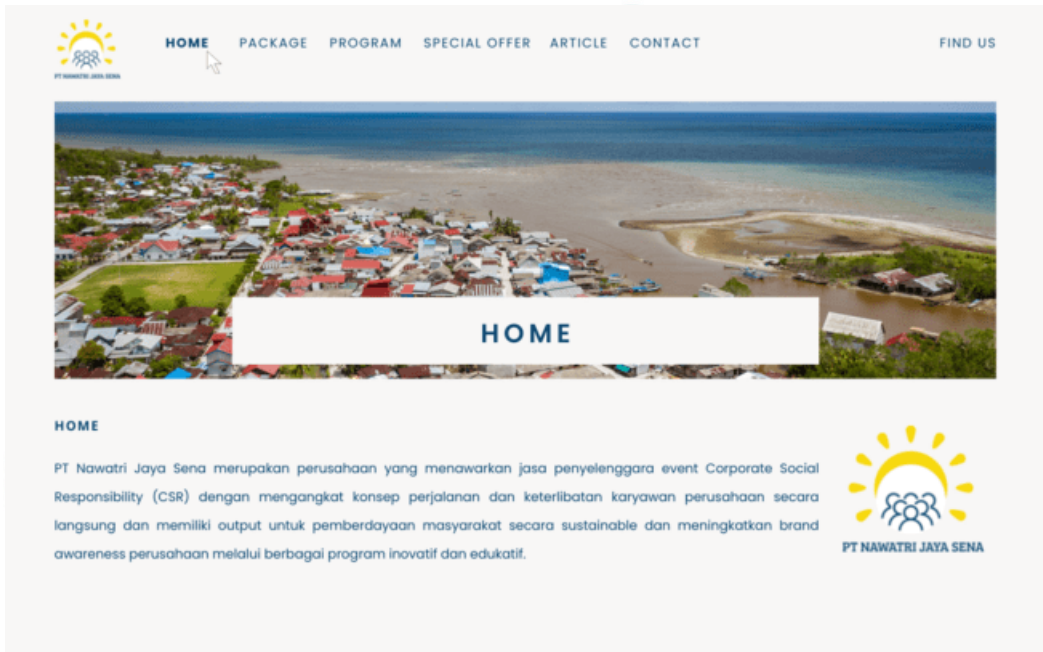 HOME PACKAGE PROGRAM SPECIAL OFFER ARTICLE CONTACT FIND US
PT NAWATRI JAYA SENA
HOME
HOME
PT Nawatri Jaya Sena merupakan perusahaan yang menawarkan jasa penyelenggara event Corporate Social
Responsibility (CSR) dengan mengangkat konsep perjalanan dan keterlibatan karyawan perusahaan secara
langsung dan memiliki output untuk pemberdayaan masyarakat secara sustainable dan meningkatkan brand
awareness perusahaan melalui berbagai program inovatif dan edukatif.
PT NAWATRI JAYA SENA